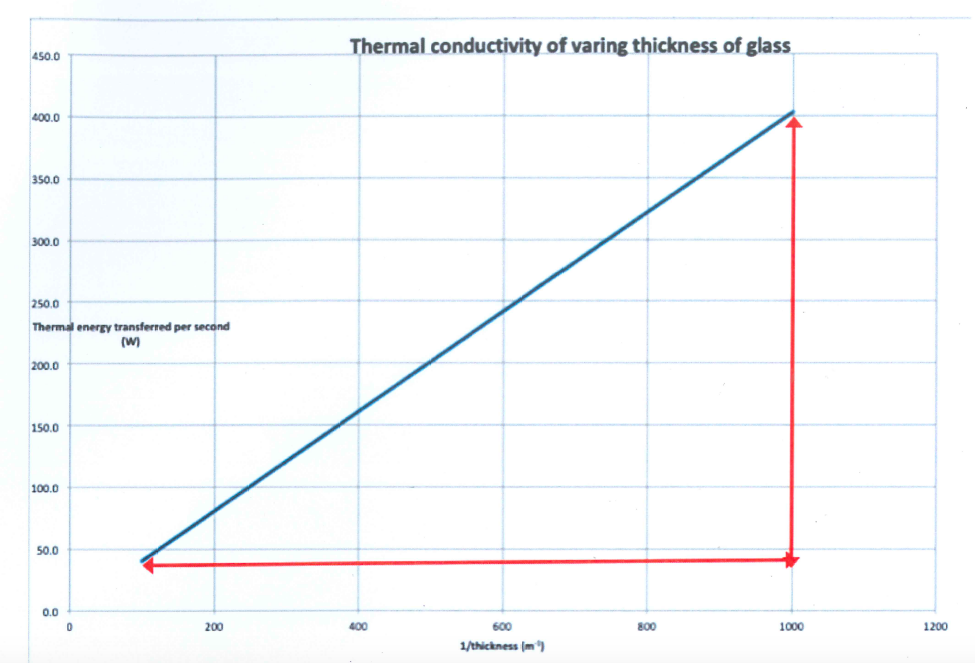 Thermal conductivity of varing thickness of glass
450.0
400.0
350.0
300.0
250.0
Thermal energy transferred per second
(W)
200.0
150.0
100.0
50.0
0.0
0 200 400 600 800 1000 1200
1/thickness (m⁻¹)